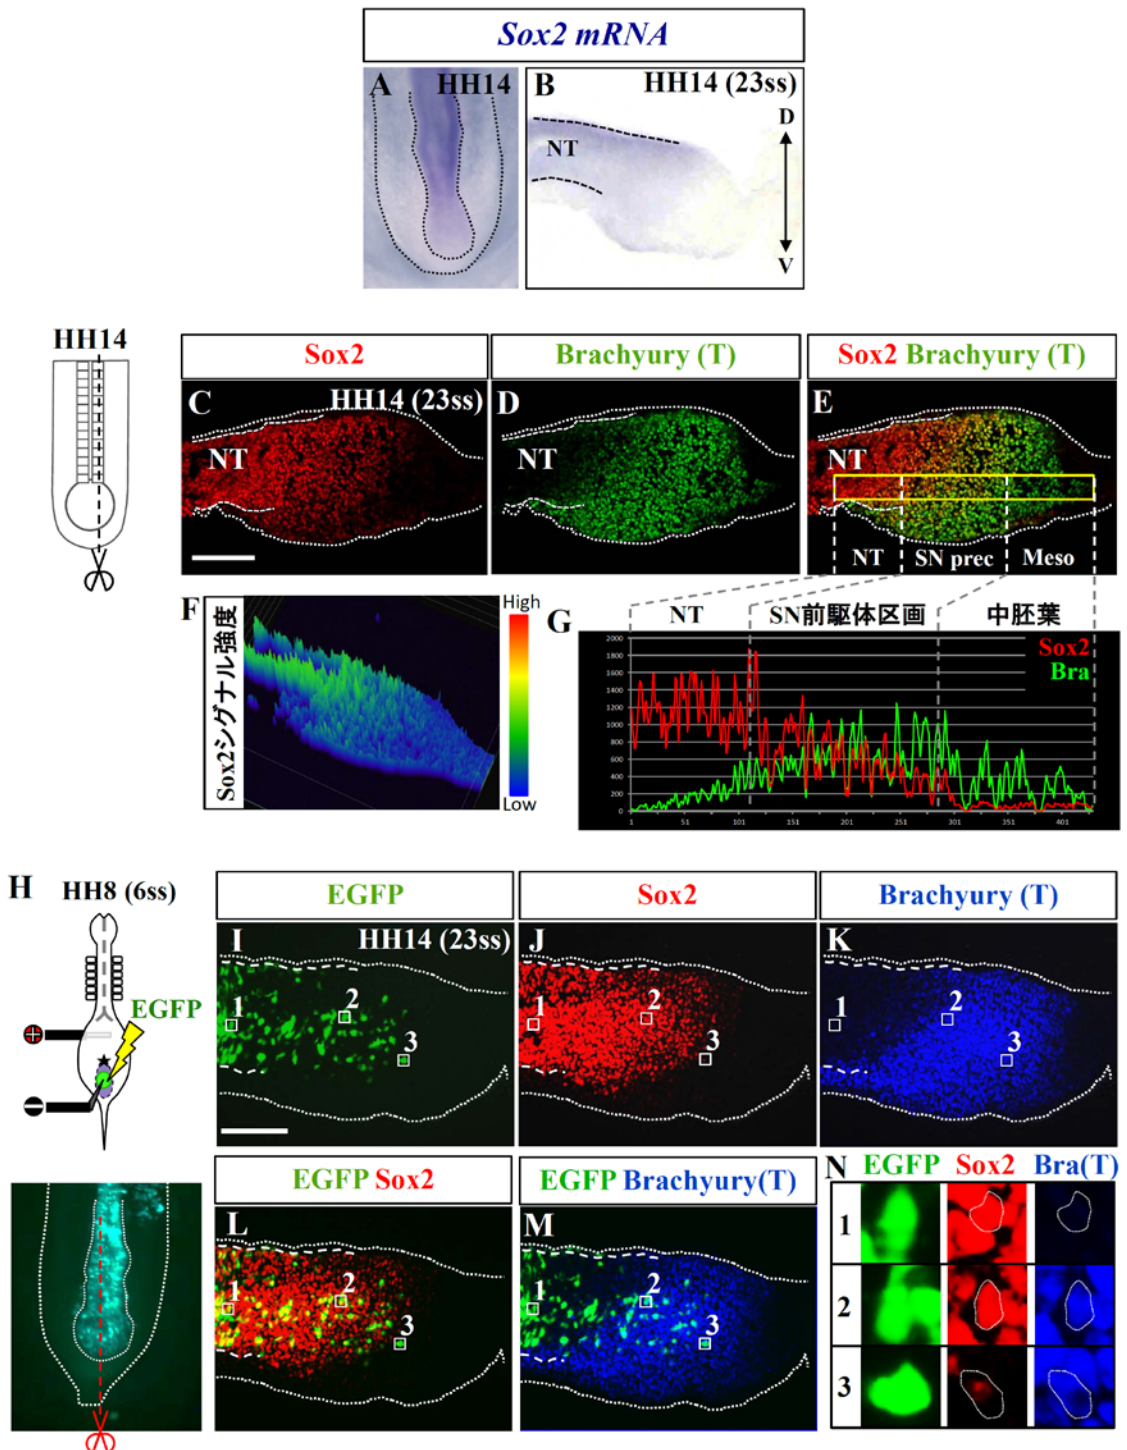 Sox2 mRNA
A HH14
B HH14 (23ss)
D
NT
V
HH14
Sox2
Brachyury (T)
Sox2 Brachyury (T)
C HH14 (23ss)
D
E
NT
NT
NT
NT SN prec Meso
F
Sox2シグナル強度
High
Low
G
NT SN前駆体区画 中胚葉
Sox2
Bra
2000
1800
1600
1400
1200
1000
800
600
400
200
0
1 51 101 151 201 251 301 351 401
H HH8 (6ss)
EGFP
EGFP
Sox2
Brachyury (T)
I HH14 (23ss)
1 2 3
J
1 2 3
K
1 2 3
EGFP Sox2
EGFP Brachyury(T)
L
1 2 3
M
1 2 3
N EGFP Sox2 Bra(T)
1
2
3